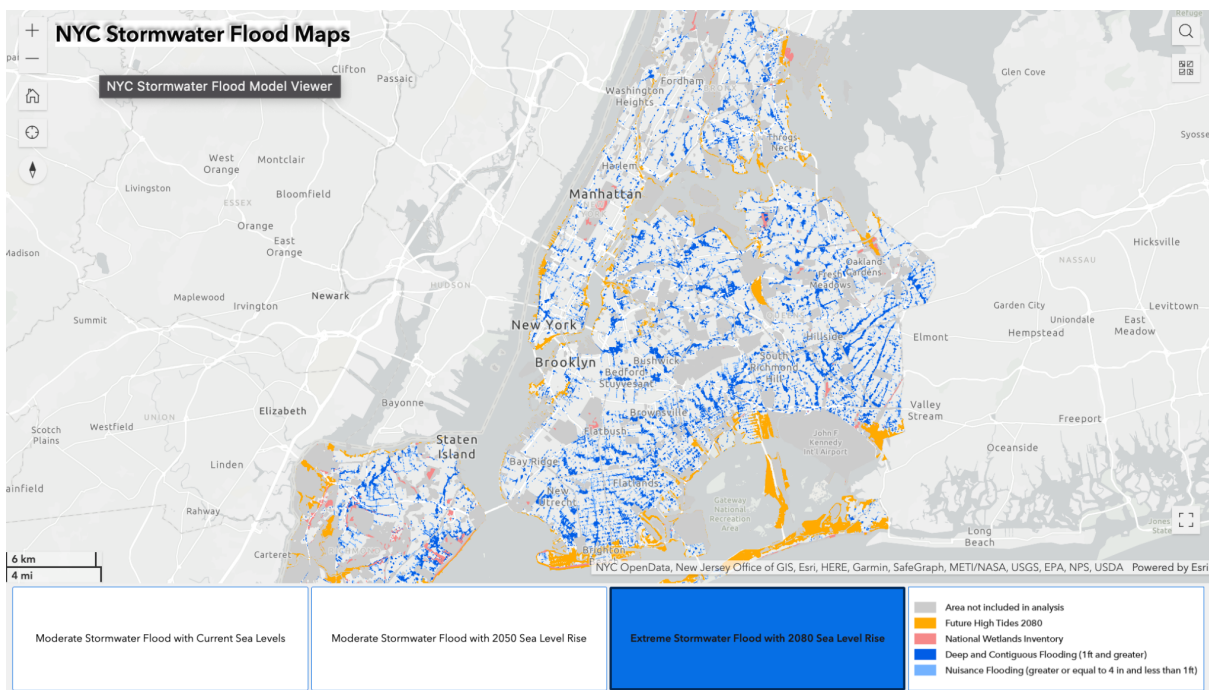 NYC Stormwater Flood Maps
NYC Stormwater Flood Model Viewer
Clifton
Passaic
Glen Cove
Refuge
Fordham
Washington
Heights
Throgs
Neck
Syosse
West
Orange
Montclair
Livingston
Bloomfield
ESSEX
Orange
East
Orange
Harlem
Manhattan
Madison
Hicksville
NASSAU
Oakland
Gardens
Fresh
Meadows
HUDSON
Maplewood
Irvington
Newark
Summit
Garden City
Levittown
Uniondale
East
Meadow
Hempstead
New York
Hillside
Elmont
Brooklyn
Bushwick
Bedford
Stuyvesant
South
Richmond
Hill
Bayonne
UNION
Elizabeth
Brownsville
Valley
Stream
Freeport
Scotch
Plains
Westfield
Staten
Island
Flatbush
John F
Kennedy
Int'l Airport
Oceanside
Linden
Bay Ridge
ainfield
Rahway
New
Utrecht
Flatlands
Gateway
National
Recreation
Area
Long
Beach
Jones
State
Carteret
Brighton
6 km
4 mi
NYC OpenData, New Jersey Office of GIS, Esri, HERE, Garmin, SafeGraph, METI/NASA, USGS, EPA, NPS, USDA
Powered by Esri
Moderate Stormwater Flood with Current Sea Levels
Moderate Stormwater Flood with 2050 Sea Level Rise
Extreme Stormwater Flood with 2080 Sea Level Rise
Area not included in analysis
Future High Tides 2080
National Wetlands Inventory
Deep and Contiguous Flooding (1ft and greater)
Nuisance Flooding (greater or equal to 4 in and less than 1ft)